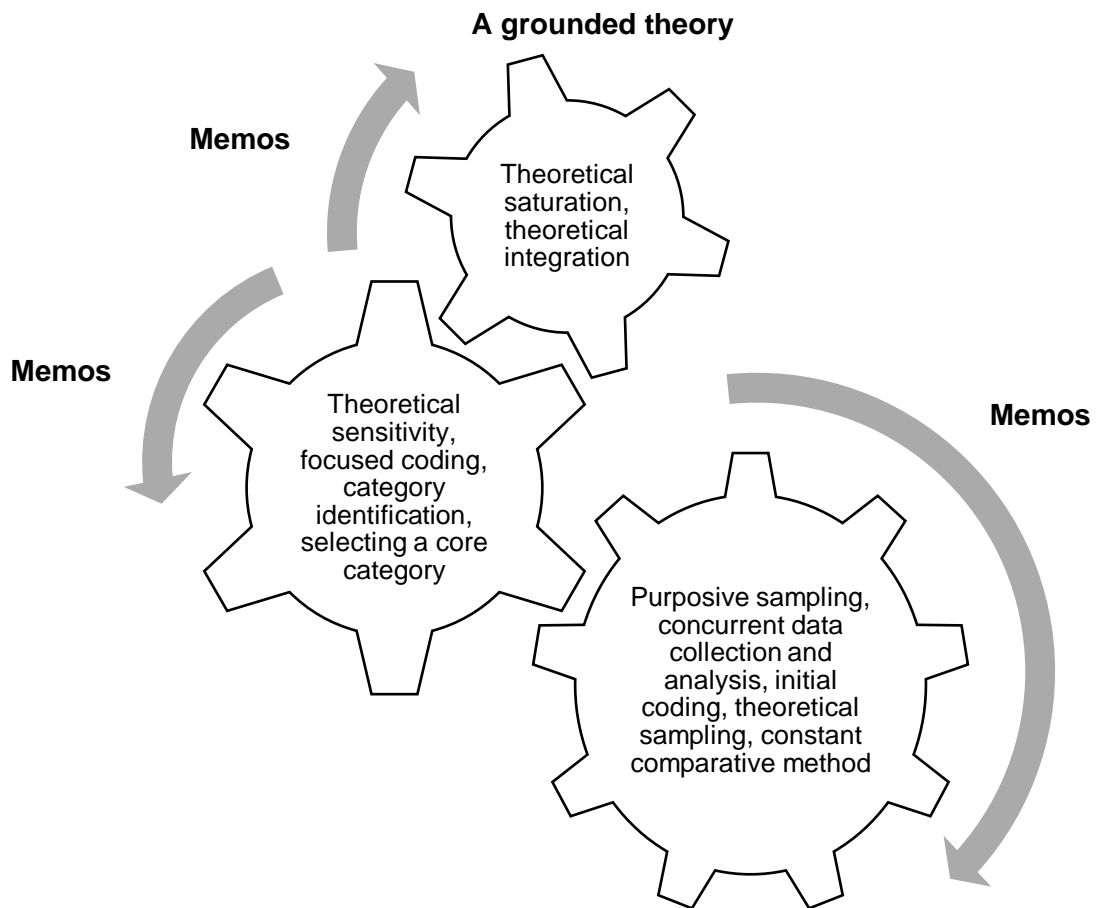 A grounded theory
Memos
Theoretical
saturation,
theoretical
integration
Memos
Theoretical
sensitivity,
focused coding,
category
identification,
selecting a core
category
Memos
Purposive sampling,
concurrent data
collection and
analysis, initial
coding, theoretical
sampling, constant
comparative method